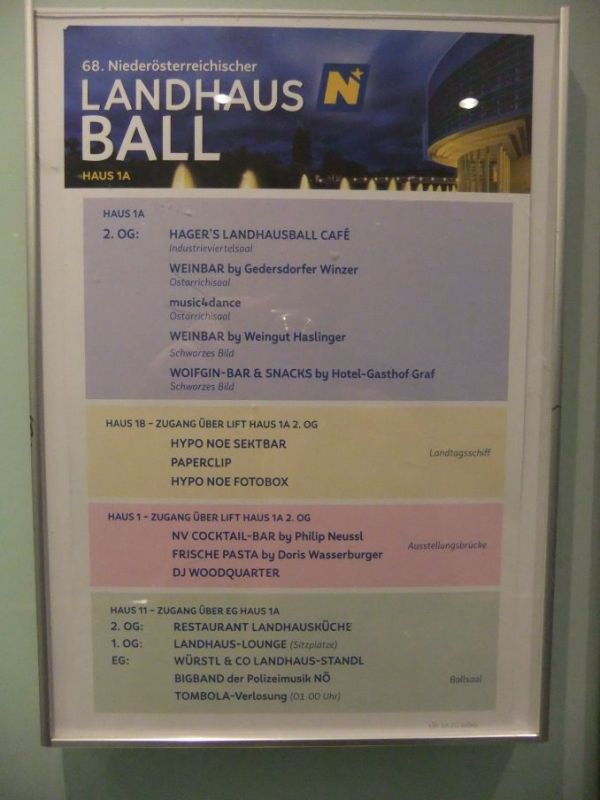 68. Niederösterreichischer
LANDHAUS
BALL
N
HAUS 1A
HAUS 1A
2. OG: HAGER'S LANDHAUSBALL CAFÉ
Industrieviertelsaal
WEINBAR by Gedersdorfer Winzer
Ostarrichisaal
music4dance
Ostarrichisaal
WEINBAR by Weingut Haslinger
Schwarzes Bild
WOIFGIN-BAR & SNACKS by Hotel-Gasthof Graf
Schwarzes Bild
HAUS 1B – ZUGANG ÜBER LIFT HAUS 1A 2. OG
HYPO NOE SEKTBAR
PAPERCLIP
HYPO NOE FOTOBOX
Landtagsschiff
HAUS 1 – ZUGANG ÜBER LIFT HAUS 1A 2. OG
NV COCKTAIL-BAR by Philip Neussl
FRISCHE PASTA by Doris Wasserburger
DJ WOODQUARTER
Ausstellungsbrücke
HAUS 11 – ZUGANG ÜBER EG HAUS 1A
2. OG: RESTAURANT LANDHAUSKÜCHE
1. OG: LANDHAUS-LOUNGE (Sitzplätze)
EG: WÜRSTL & CO LANDHAUS-STANDL
BIGBAND der Polizeimusik NÖ
TOMBOLA-Verlosung (01.00 Uhr)
Ballsaal